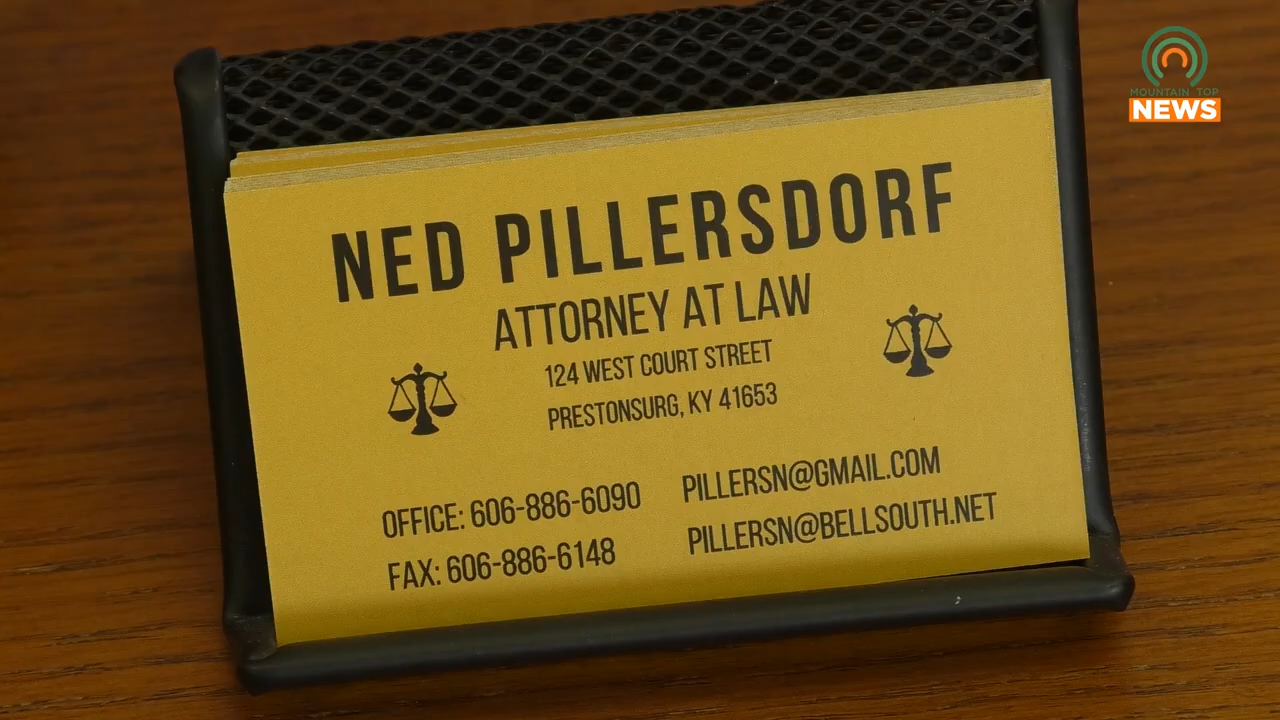 MOUNTAIN TOP
NEWS
NED PILLERSDORF
ATTORNEY AT LAW
124 WEST COURT STREET
PRESTONSURG, KY 41653
OFFICE: 606-886-6090
FAX: 606-886-6148
PILLERSN@GMAIL.COM
PILLERSN@BELLSOUTH.NET